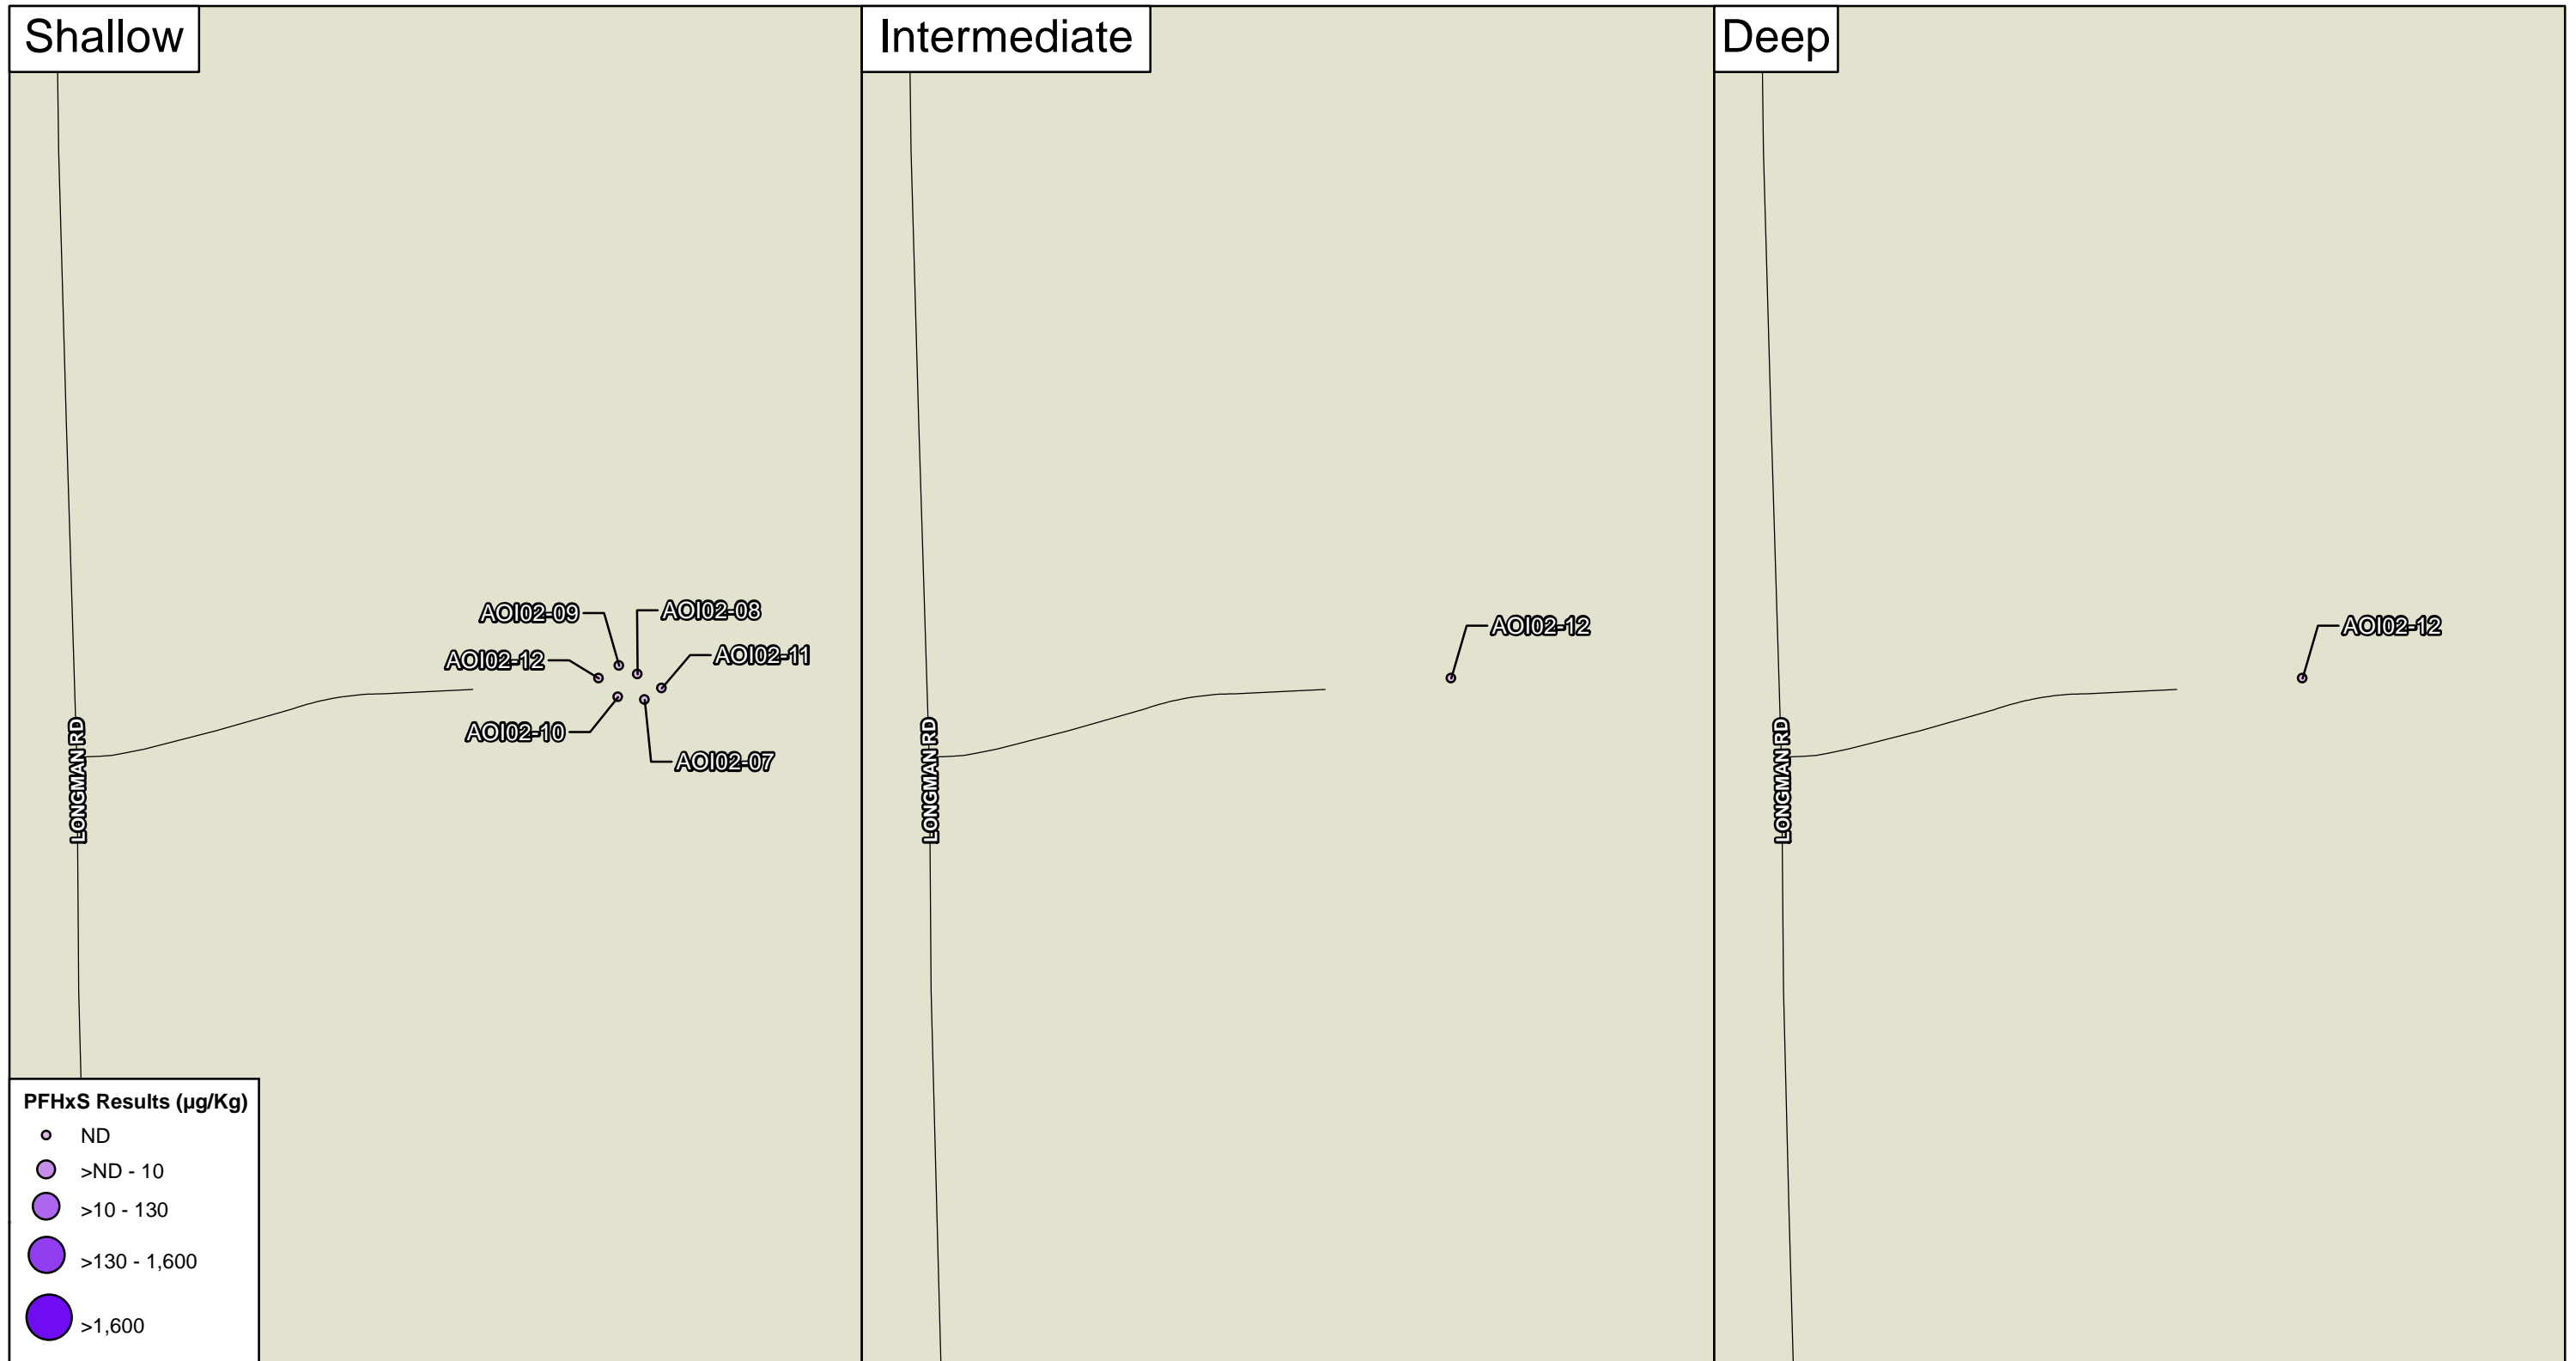 Shallow
AOI02-09
AOI02-08
AOI02-12
AOI02-11
AOI02-10
AOI02-07
LONGMAN RD
PFHxS Results (µg/Kg)
ND
>ND - 10
>10 - 130
>130 - 1,600
>1,600
Intermediate
AOI02-12
LONGMAN RD
Deep
AOI02-12
LONGMAN RD